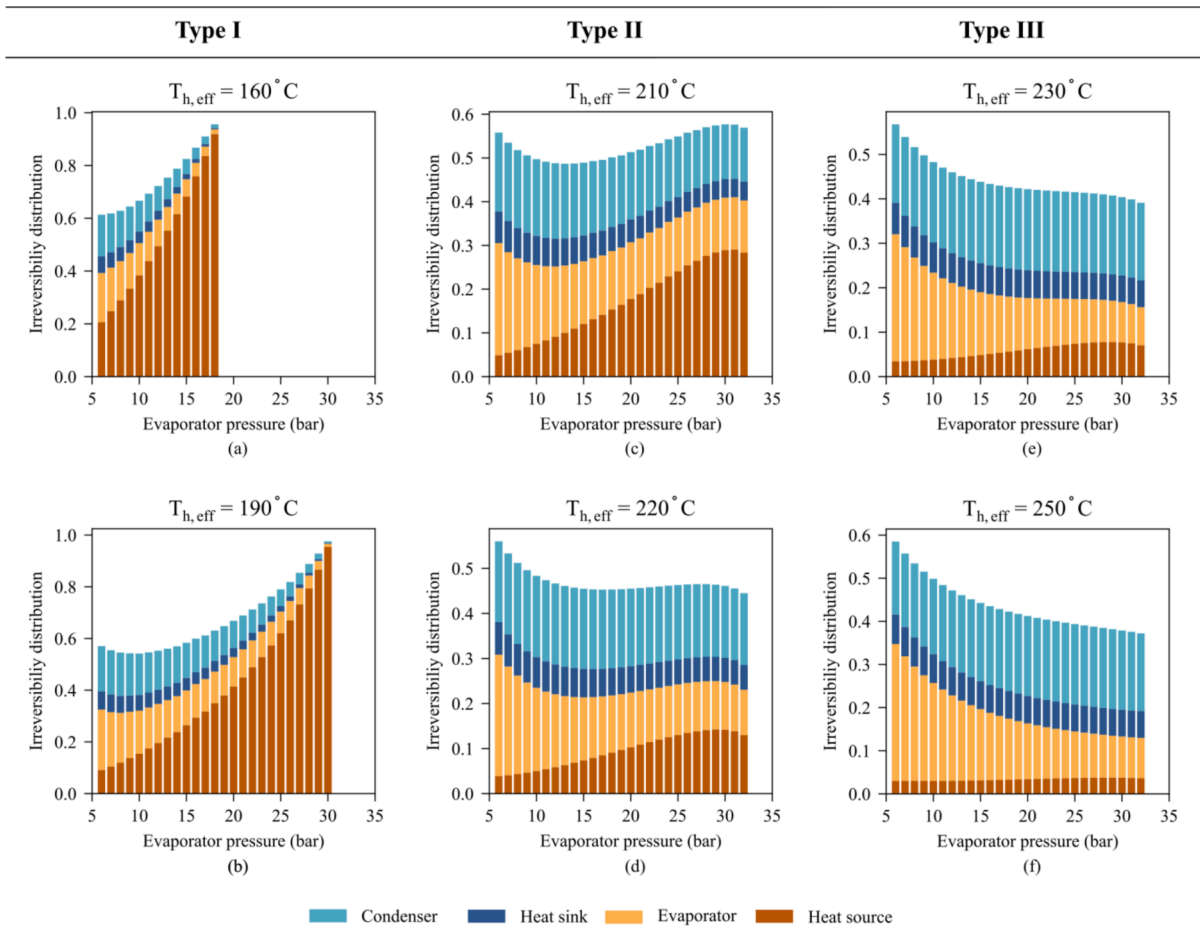 Type I Type II Type III
T_h, eff = 160°C T_h, eff = 210°C T_h, eff = 230°C
Irreversibiliy distribution
1.0
0.8
0.6
0.4
0.2
0.0
5 10 15 20 25 30 35
Evaporator pressure (bar)
(a)
Irreversibiliy distribution
0.6
0.5
0.4
0.3
0.2
0.1
0.0
5 10 15 20 25 30 35
Evaporator pressure (bar)
(c)
Irreversibiliy distribution
0.5
0.4
0.3
0.2
0.1
0.0
5 10 15 20 25 30 35
Evaporator pressure (bar)
(e)
T_h, eff = 190°C T_h, eff = 220°C T_h, eff = 250°C
Irreversibiliy distribution
1.0
0.8
0.6
0.4
0.2
0.0
5 10 15 20 25 30 35
Evaporator pressure (bar)
(b)
Irreversibiliy distribution
0.5
0.4
0.3
0.2
0.1
0.0
5 10 15 20 25 30 35
Evaporator pressure (bar)
(d)
Irreversibiliy distribution
0.6
0.5
0.4
0.3
0.2
0.1
0.0
5 10 15 20 25 30 35
Evaporator pressure (bar)
(f)
Condenser Heat sink Evaporator Heat source